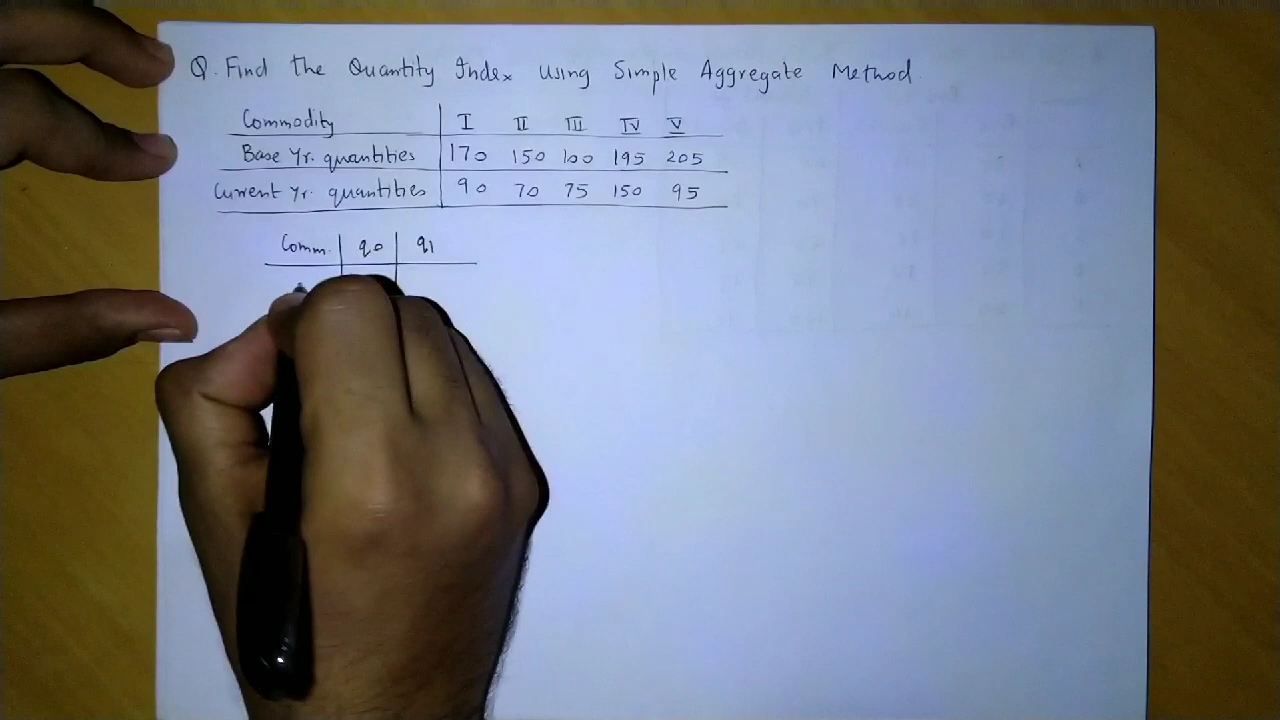 Q. Find the Quantity Index using Simple Aggregate Method.
Commodity I II III IV V
Base Yr. quantities 170 150 100 195 205
Current Yr. quantities 90 70 75 150 95
Comm. q0 q1